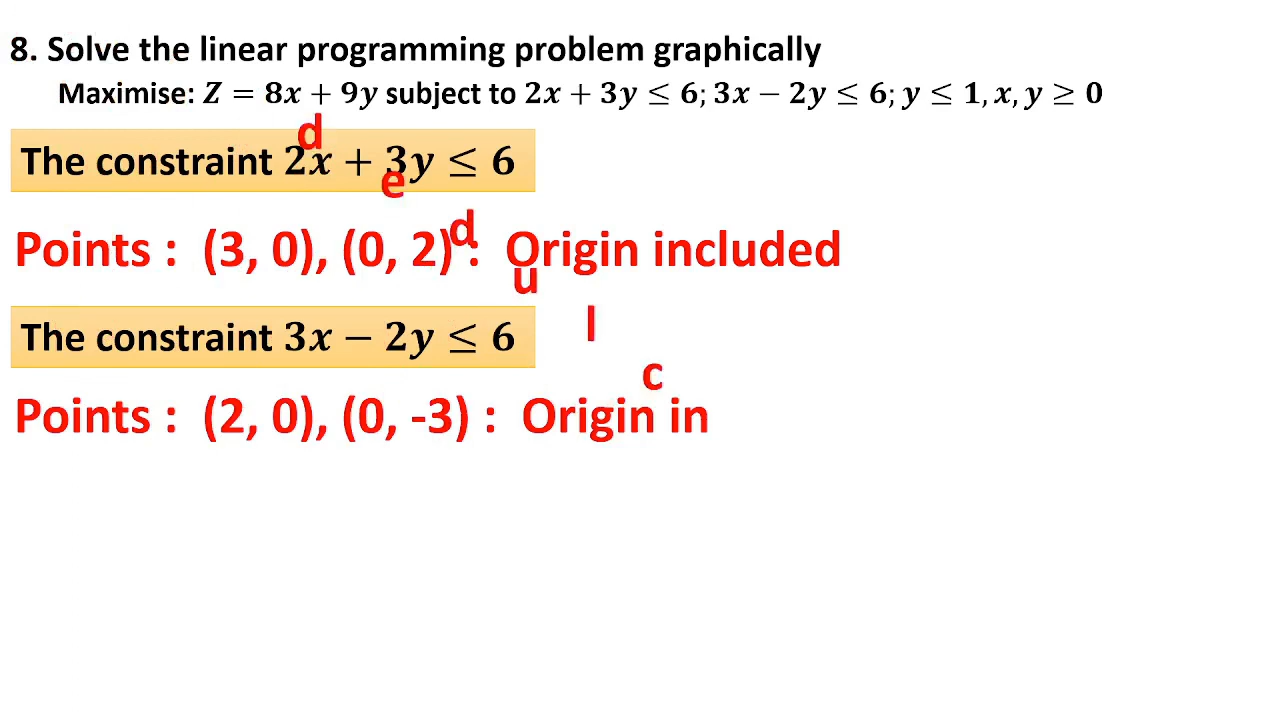 8. Solve the linear programming problem graphically
Maximise: Z = 8x + 9y subject to 2x + 3y ≤ 6; 3x − 2y ≤ 6; y ≤ 1, x, y ≥ 0
d
The constraint 2x + 3y ≤ 6
e
d
Points : (3, 0), (0, 2) : Origin included
u
l
The constraint 3x − 2y ≤ 6
c
Points : (2, 0), (0, -3) : Origin in